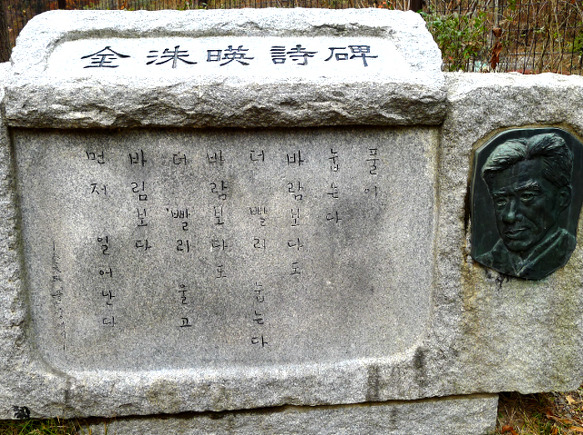 金洙暎詩碑
풀이
눕는다
바람보다도
더 빨리 눕는다
바람보다도
더 빨리 울고
바람보다
먼저 일어난다